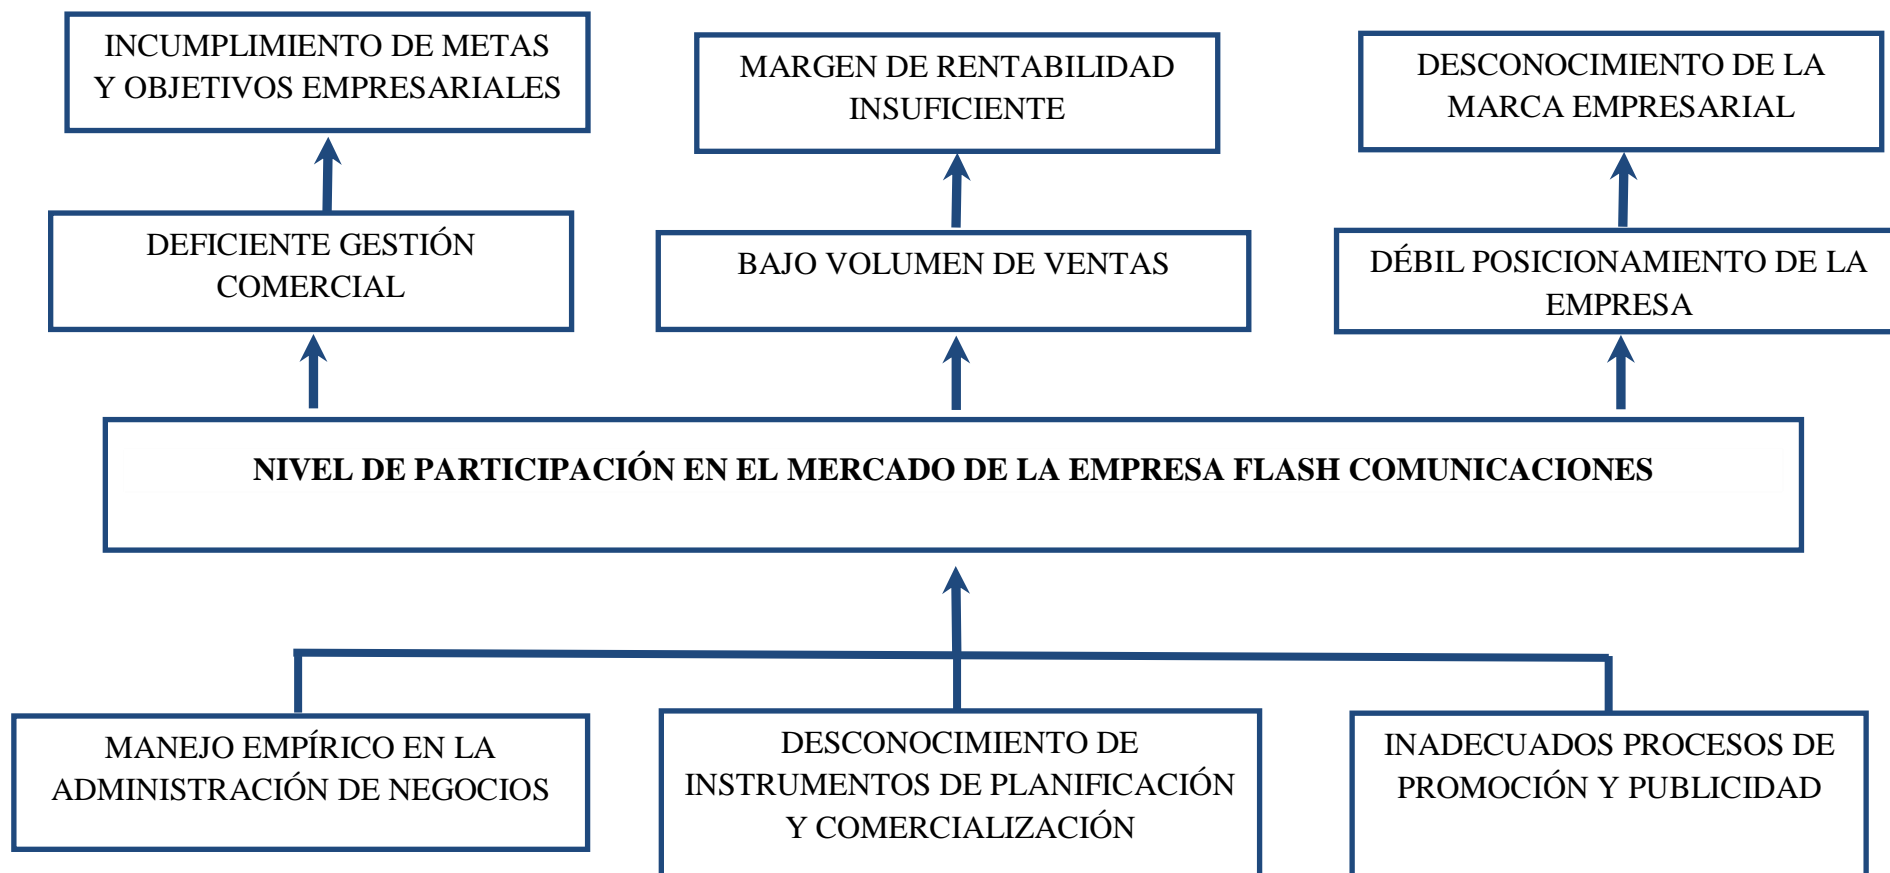 INCUMPLIMIENTO DE METAS
Y OBJETIVOS EMPRESARIALES
MARGEN DE RENTABILIDAD
INSUFICIENTE
DESCONOCIMIENTO DE LA
MARCA EMPRESARIAL
DEFICIENTE GESTIÓN
COMERCIAL
BAJO VOLUMEN DE VENTAS
DÉBIL POSICIONAMIENTO DE LA
EMPRESA
NIVEL DE PARTICIPACIÓN EN EL MERCADO DE LA EMPRESA FLASH COMUNICACIONES
MANEJO EMPÍRICO EN LA
ADMINISTRACIÓN DE NEGOCIOS
DESCONOCIMIENTO DE
INSTRUMENTOS DE PLANIFICACIÓN
Y COMERCIALIZACIÓN
INADECUADOS PROCESOS DE
PROMOCIÓN Y PUBLICIDAD